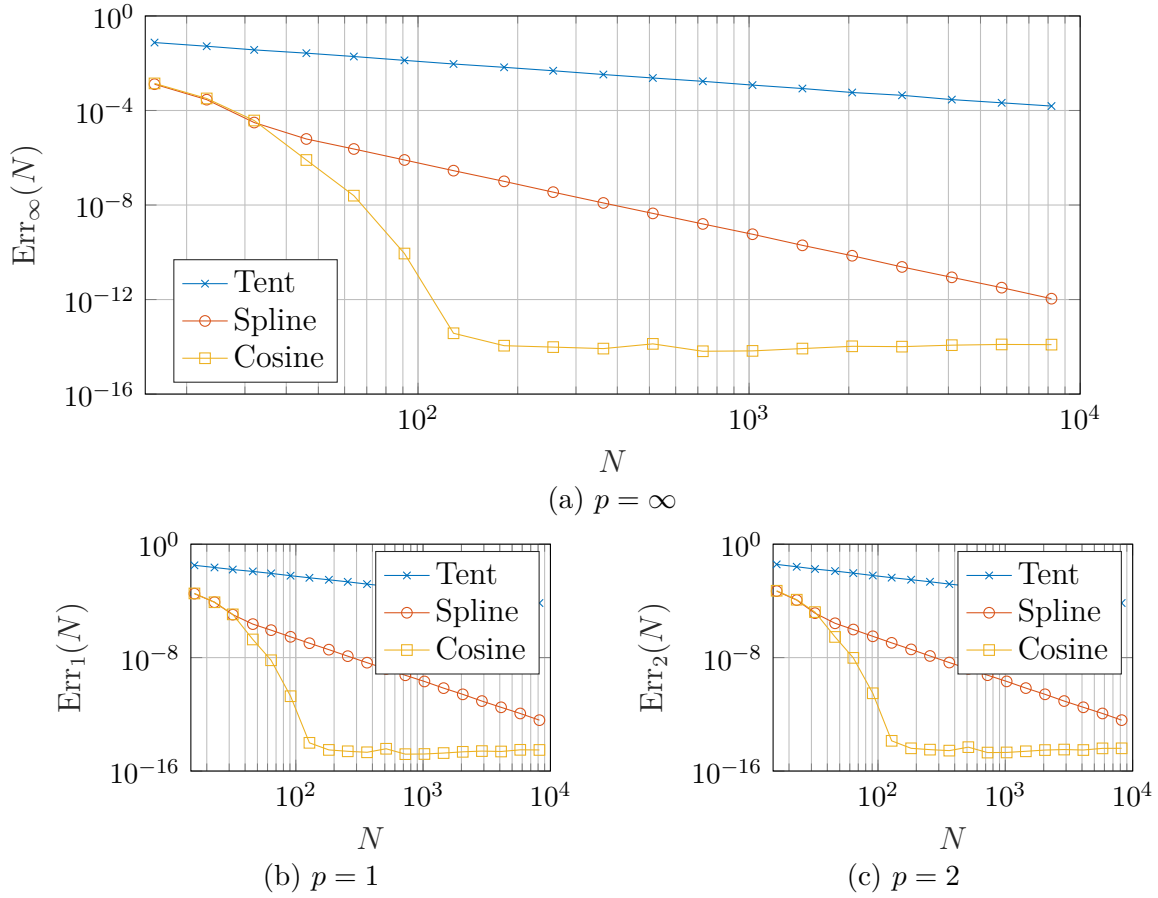 10^0
10^−4
10^−8
10^−12
10^−16
Err_∞(N)
Tent
Spline
Cosine
10^2
10^3
10^4
N
(a) p = ∞
10^0
10^−8
10^−16
Err_1(N)
Tent
Spline
Cosine
10^2
10^3
10^4
N
(b) p = 1
10^0
10^−8
10^−16
Err_2(N)
Tent
Spline
Cosine
10^2
10^3
10^4
N
(c) p = 2